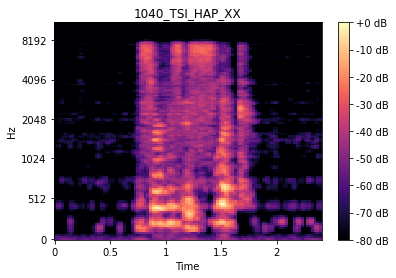 1040_TSI_HAP_XX
Hz
8192
4096
2048
1024
512
0
0
0.5
1
1.5
2
Time
+0 dB
-10 dB
-20 dB
-30 dB
-40 dB
-50 dB
-60 dB
-70 dB
-80 dB